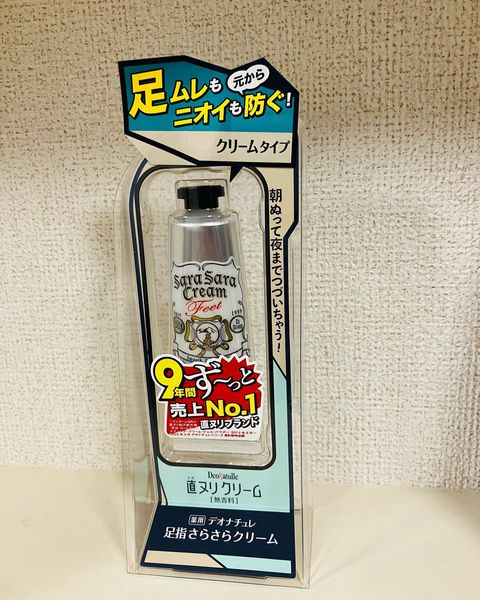 足ムレも
元から
ニオイも防ぐ!
クリームタイプ
朝ぬって夜までつづいちゃう!
Sara Sara
Cream
Feet
1999
9年間
ず〜っと
売上No.1
直ヌリブランド
DeoNatulle
直ヌリクリーム
[無香料]
薬用 デオナチュレ
足指さらさらクリーム